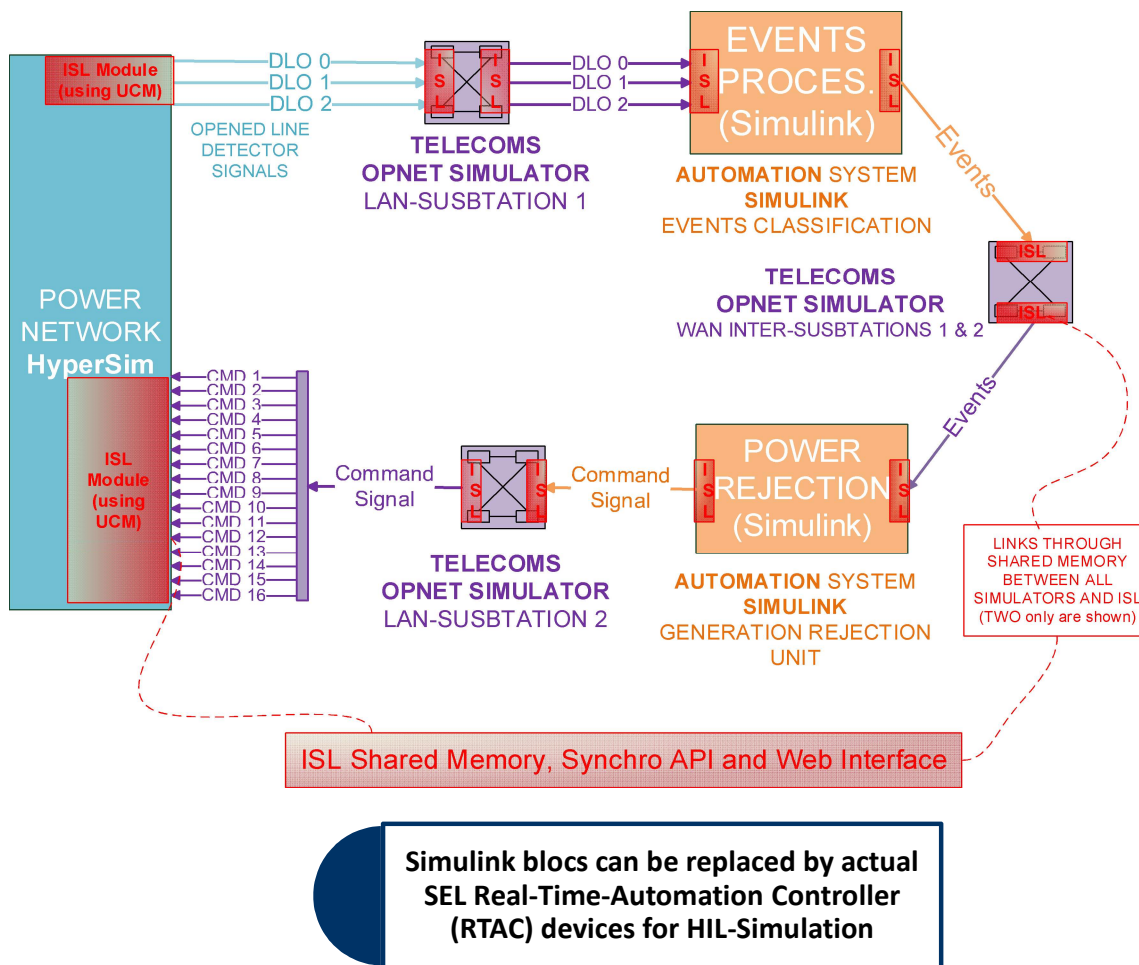 ISL Module
(using UCM)
DLO 0
DLO 1
DLO 2
OPENED LINE
DETECTOR
SIGNALS
I
S
L
I
S
L
TELECOMS
OPNET SIMULATOR
LAN-SUSBTATION 1
DLO 0
DLO 1
DLO 2
I
S
L
EVENTS
PROCES.
(Simulink)
I
S
L
AUTOMATION SYSTEM
SIMULINK
EVENTS CLASSIFICATION
Events
ISL
ISL
TELECOMS
OPNET SIMULATOR
WAN INTER-SUSBTATIONS 1 & 2
Events
POWER
NETWORK
HyperSim
ISL
Module
(using
UCM)
CMD 1
CMD 2
CMD 3
CMD 4
CMD 5
CMD 6
CMD 7
CMD 8
CMD 9
CMD 10
CMD 11
CMD 12
CMD 13
CMD 14
CMD 15
CMD 16
Command
Signal
I
S
L
I
S
L
TELECOMS
OPNET SIMULATOR
LAN-SUSBTATION 2
Command
Signal
I
S
L
POWER
REJECTION
(Simulink)
I
S
L
AUTOMATION SYSTEM
SIMULINK
GENERATION REJECTION
UNIT
LINKS THROUGH
SHARED MEMORY
BETWEEN ALL
SIMULATORS AND ISL
(TWO only are shown)
ISL Shared Memory, Synchro API and Web Interface
Simulink blocs can be replaced by actual
SEL Real-Time-Automation Controller
(RTAC) devices for HIL-Simulation